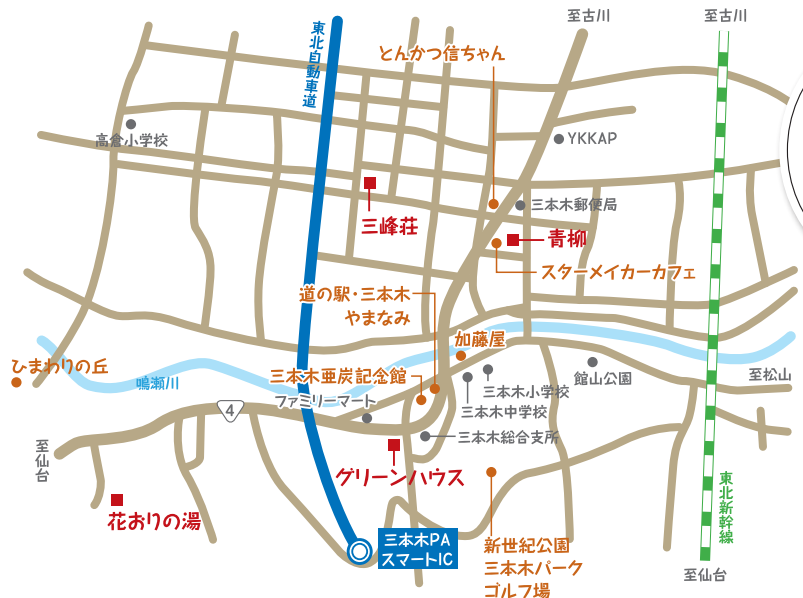 至古川
至古川
東北自動車道
とんかつ信ちゃん
高倉小学校
YKKAP
三本木郵便局
三峰荘
青柳
スターメイカーカフェ
道の駅・三本木
やまなみ
加藤屋
ひまわりの丘
鳴瀬川
三本木亜炭記念館
ファミリーマート
三本木小学校
三本木中学校
館山公園
至松山
4
三本木総合支所
至仙台
グリーンハウス
花おりの湯
東北新幹線
三本木PA
スマートIC
新世紀公園
三本木パーク
ゴルフ場
至仙台